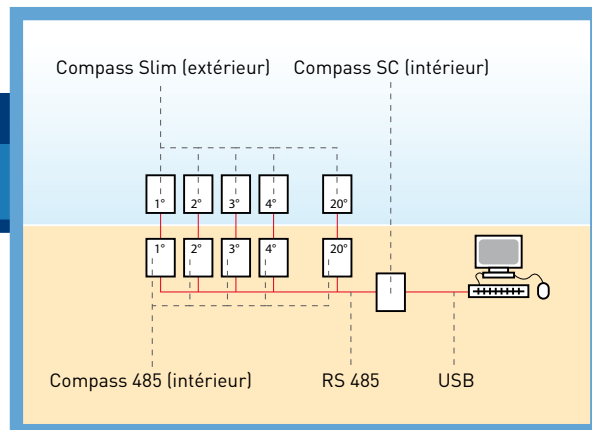 Compass Slim (extérieur) Compass SC (intérieur)
1° 2° 3° 4° 20°
1° 2° 3° 4° 20°
Compass 485 (intérieur) RS 485 USB